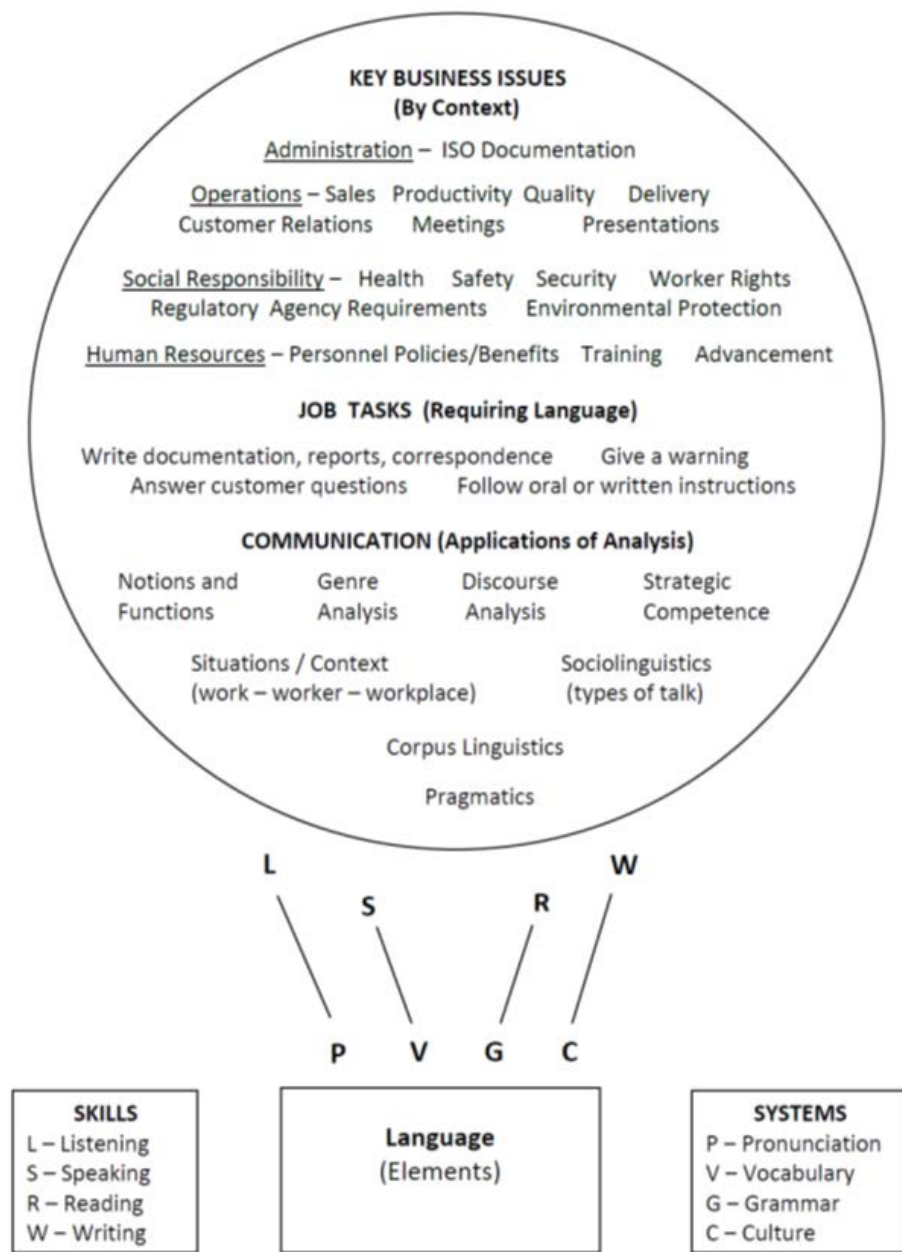 KEY BUSINESS ISSUES
(By Context)
Administration – ISO Documentation
Operations – Sales Productivity Quality Delivery
Customer Relations Meetings Presentations
Social Responsibility – Health Safety Security Worker Rights
Regulatory Agency Requirements Environmental Protection
Human Resources – Personnel Policies/Benefits Training Advancement
JOB TASKS (Requiring Language)
Write documentation, reports, correspondence Give a warning
Answer customer questions Follow oral or written instructions
COMMUNICATION (Applications of Analysis)
Notions and Genre Discourse Strategic
Functions Analysis Analysis Competence
Situations / Context Sociolinguistics
(work – worker – workplace) (types of talk)
Corpus Linguistics
Pragmatics
L W
S R
P V G C
SKILLS
L – Listening
S – Speaking
R – Reading
W – Writing
Language
(Elements)
SYSTEMS
P – Pronunciation
V – Vocabulary
G – Grammar
C – Culture